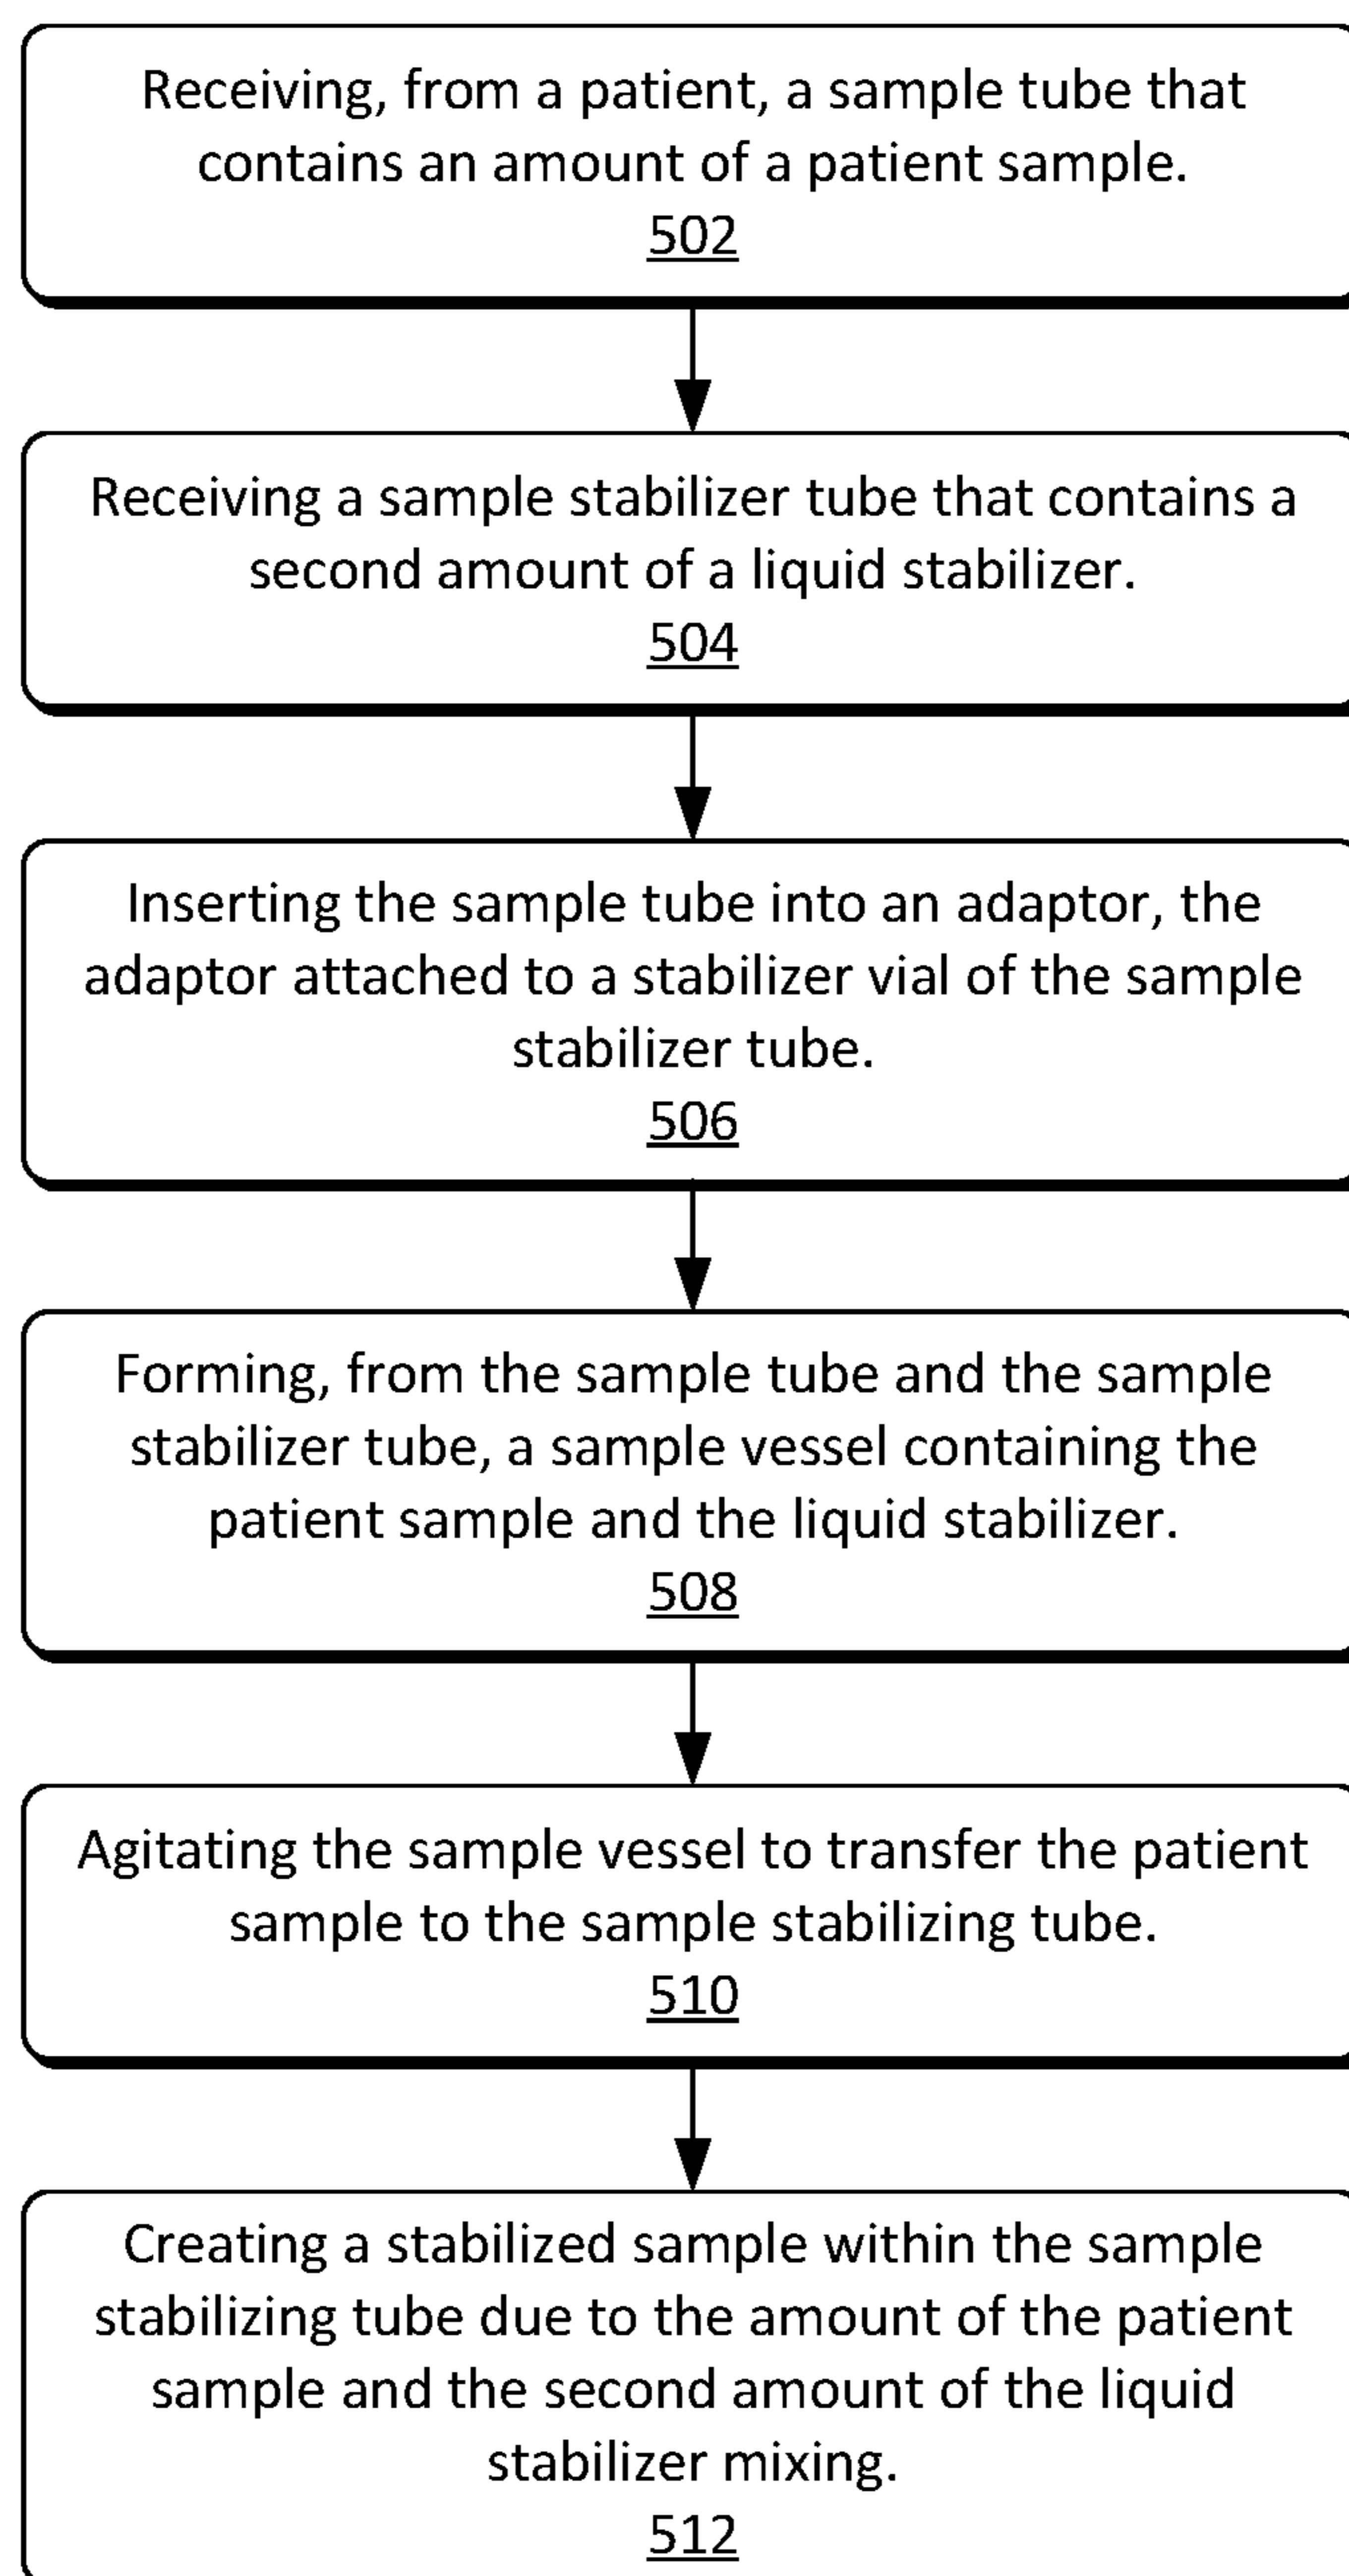 Receiving, from a patient, a sample tube that
contains an amount of a patient sample.
502
Receiving a sample stabilizer tube that contains a
second amount of a liquid stabilizer.
504
Inserting the sample tube into an adaptor, the
adaptor attached to a stabilizer vial of the sample
stabilizer tube.
506
Forming, from the sample tube and the sample
stabilizer tube, a sample vessel containing the
patient sample and the liquid stabilizer.
508
Agitating the sample vessel to transfer the patient
sample to the sample stabilizing tube.
510
Creating a stabilized sample within the sample
stabilizing tube due to the amount of the patient
sample and the second amount of the liquid
stabilizer mixing.
512